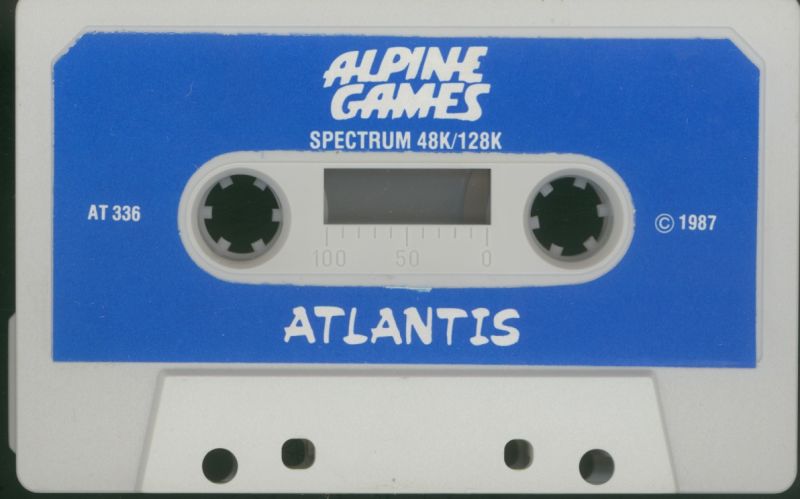 ALPINE
GAMES
SPECTRUM 48K/128K
AT 336
© 1987
100 50 0
ATLANTIS